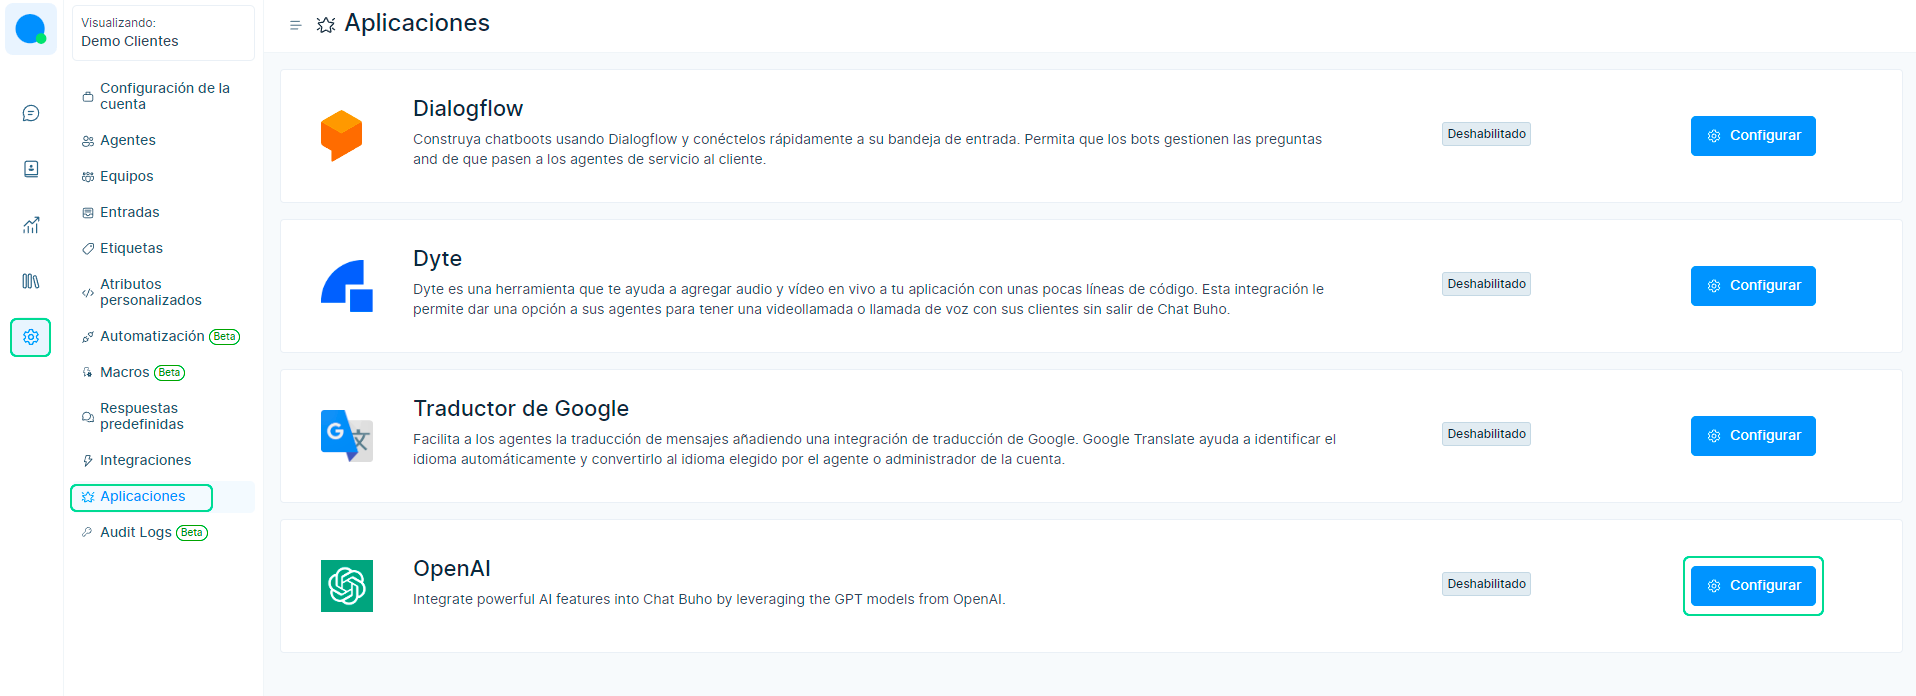 Visualizando:
Demo Clientes
Configuración de la
cuenta
Agentes
Equipos
Entradas
Etiquetas
Atributos
personalizados
Automatización Beta
Macros Beta
Respuestas
predefinidas
Integraciones
Aplicaciones
Audit Logs Beta
Aplicaciones
Dialogflow
Construya chatboots usando Dialogflow y conéctelos rápidamente a su bandeja de entrada. Permita que los bots gestionen las preguntas
and de que pasen a los agentes de servicio al cliente.
Deshabilitado
Configurar
Dyte
Dyte es una herramienta que te ayuda a agregar audio y vídeo en vivo a tu aplicación con unas pocas líneas de código. Esta integración le
permite dar una opción a sus agentes para tener una videollamada o llamada de voz con sus clientes sin salir de Chat Buho.
Deshabilitado
Configurar
G 文
Traductor de Google
Facilita a los agentes la traducción de mensajes añadiendo una integración de traducción de Google. Google Translate ayuda a identificar el
idioma automáticamente y convertirlo al idioma elegido por el agente o administrador de la cuenta.
Deshabilitado
Configurar
OpenAI
Integrate powerful AI features into Chat Buho by leveraging the GPT models from OpenAI.
Deshabilitado
Configurar